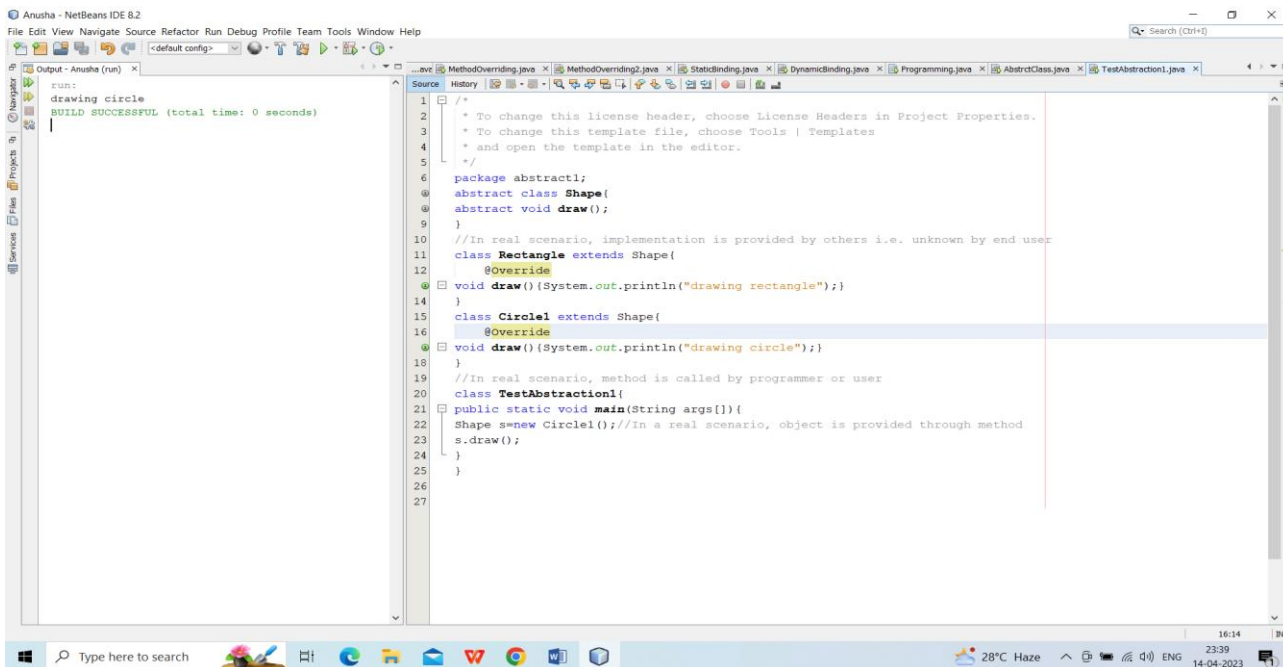 Anusha - NetBeans IDE 8.2
File Edit View Navigate Source Refactor Run Debug Profile Team Tools Window Help
Search (Ctrl+I)
<default config>
Output - Anusha (run)
run:
drawing circle
BUILD SUCCESSFUL (total time: 0 seconds)
Navigator
Projects
Files
Services
MethodOverriding.java MethodOverriding2.java StaticBinding.java DynamicBinding.java Programming.java AbstrctClass.java TestAbstraction1.java
Source History
1 /*
2 * To change this license header, choose License Headers in Project Properties.
3 * To change this template file, choose Tools | Templates
4 * and open the template in the editor.
5 */
6 package abstract1;
abstract class Shape{
abstract void draw();
9 }
10 //In real scenario, implementation is provided by others i.e. unknown by end user
11 class Rectangle extends Shape{
12 @Override
void draw(){System.out.println("drawing rectangle");}
14 }
15 class Circle1 extends Shape{
16 @Override
void draw(){System.out.println("drawing circle");}
18 }
19 //In real scenario, method is called by programmer or user
20 class TestAbstraction1{
21 public static void main(String args[]){
22 Shape s=new Circle1();//In a real scenario, object is provided through method
23 s.draw();
24 }
25 }
26
27
16:14
Type here to search
28°C Haze
ENG
23:39
14-04-2023